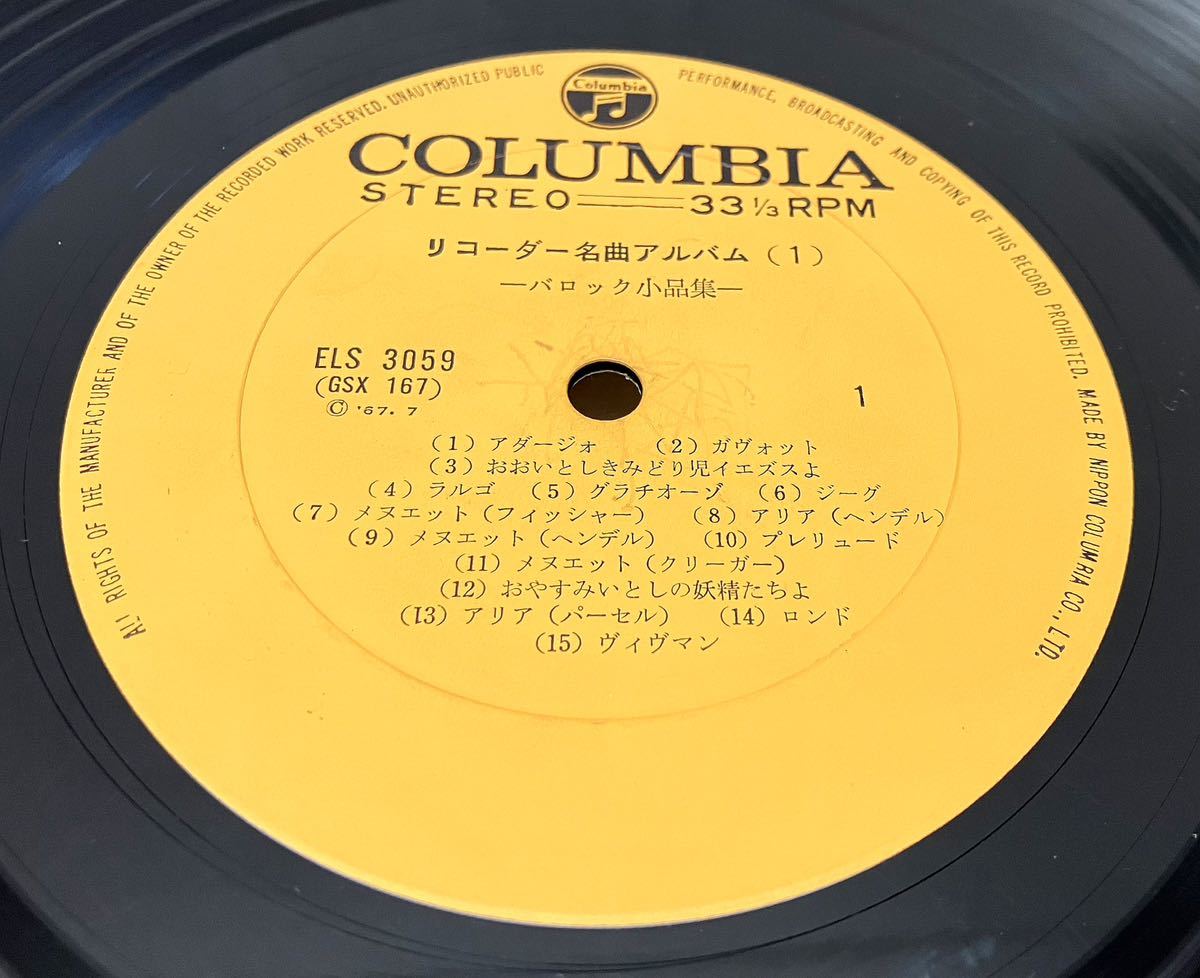 ALL RIGHTS OF THE MANUFACTURER AND OF THE OWNER OF THE RECORDED WORK RESERVED. UNAUTHORIZED PUBLIC PERFORMANCE, BROADCASTING AND COPYING OF THIS RECORD PROHIBITED. MADE BY NIPPON COLUMBIA CO., LTD.
Columbia
COLUMBIA
STEREO 33 1/3 RPM
リコーダー名曲アルバム (1)
―バロック小品集―
ELS 3059
(GSX 167)
Ⓒ '67. 7
1
(1) アダージォ (2) ガヴォット
(3) おおいとしきみどり児イエズスよ
(4) ラルゴ (5) グラチオーゾ (6) ジーグ
(7) メヌエット (フィッシャー) (8) アリア (ヘンデル)
(9) メヌエット (ヘンデル) (10) プレリュード
(11) メヌエット (クリーガー)
(12) おやすみいとしの妖精たちよ
(13) アリア (パーセル) (14) ロンド
(15) ヴィヴマン